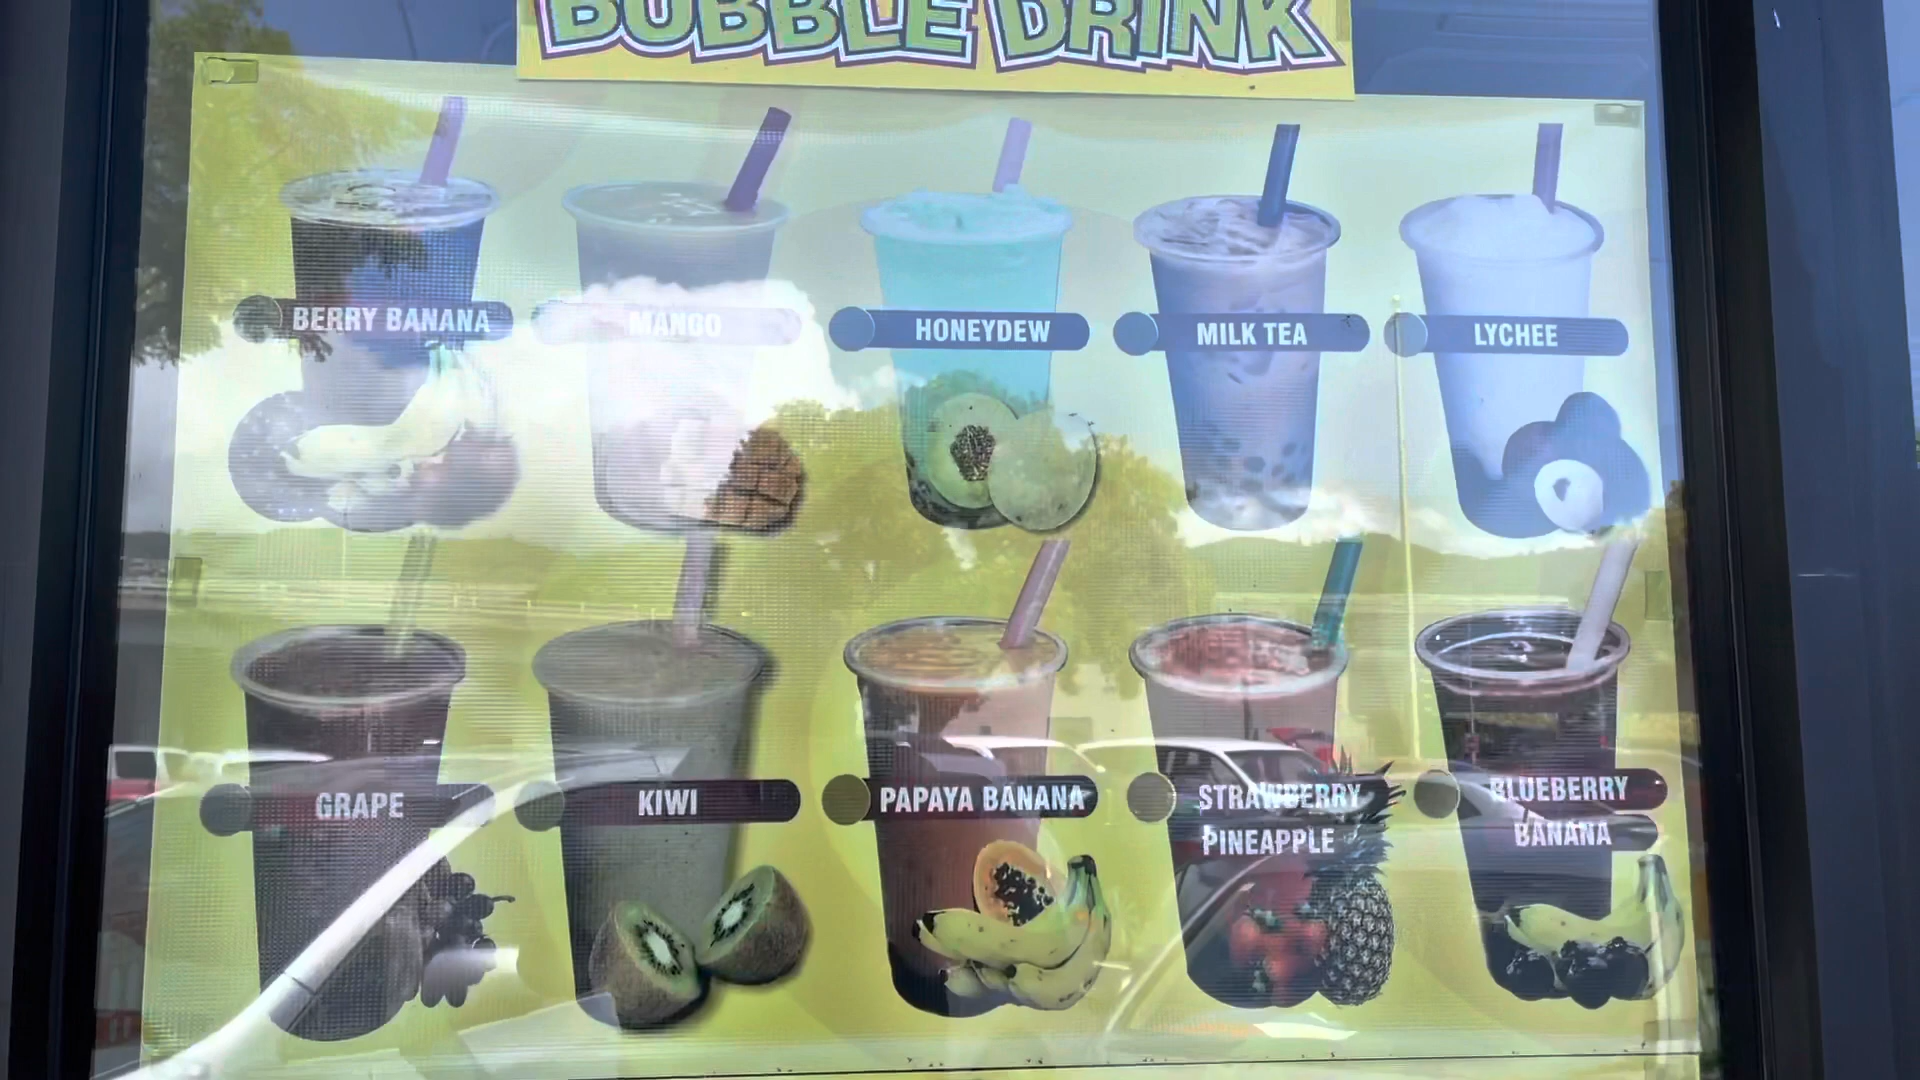 BUBBLE DRINK
BERRY BANANA
MANGO
HONEYDEW
MILK TEA
LYCHEE
GRAPE
KIWI
PAPAYA BANANA
STRAWBERRY
PINEAPPLE
BLUEBERRY
BANANA